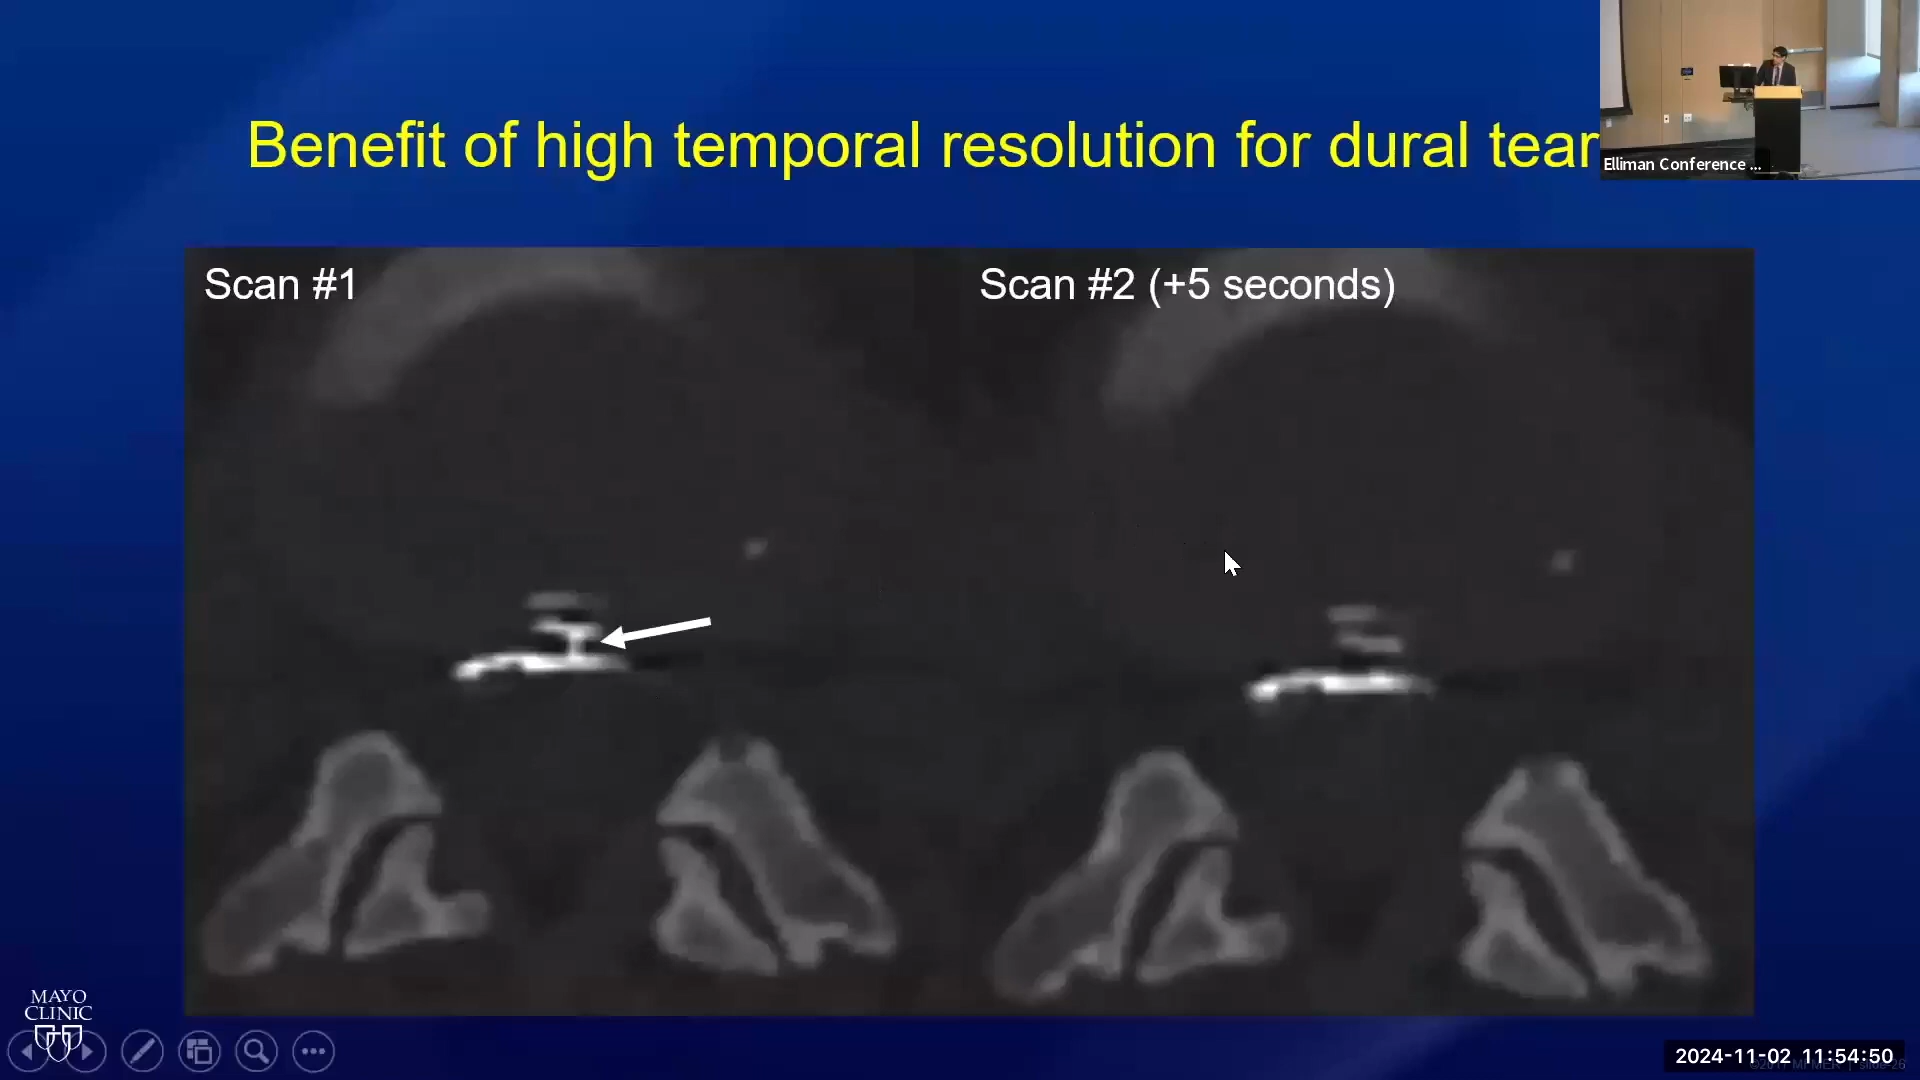 Benefit of high temporal resolution for dural tear
Elliman Conference ...
Scan #1
Scan #2 (+5 seconds)
MAYO
CLINIC
2024-11-02 11:54:50